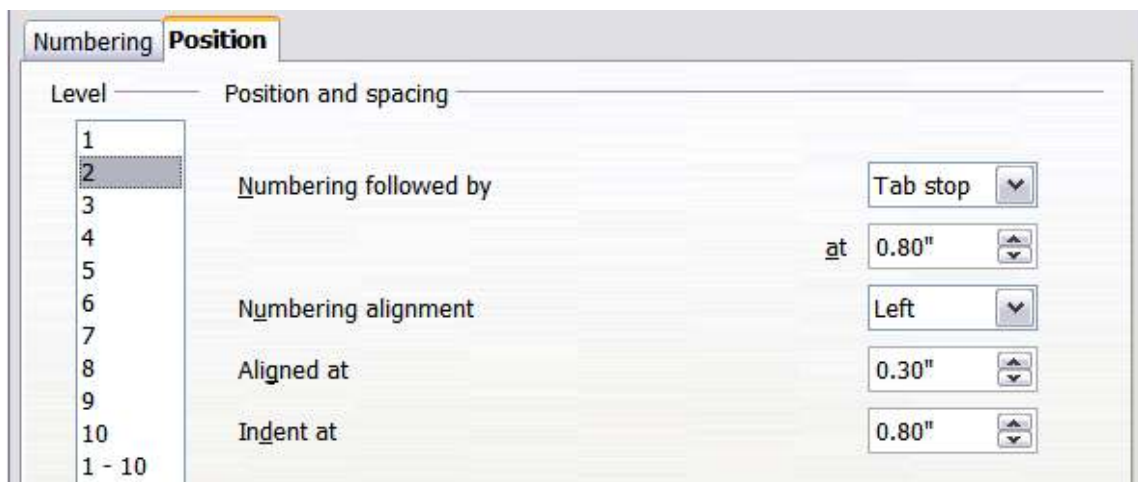 Numbering Position
Level Position and spacing
1
2
3
4
5
6
7
8
9
10
1 - 10
Numbering followed by Tab stop
at 0.80"
Numbering alignment Left
Aligned at 0.30"
Indent at 0.80"